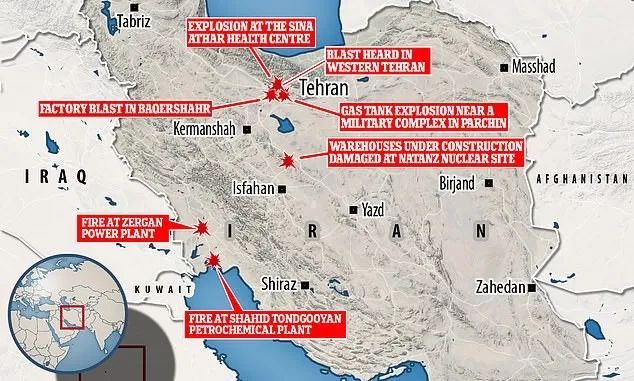 Tabriz
EXPLOSION AT THE SINA
ATHAR HEALTH CENTRE
BLAST HEARD IN
WESTERN TEHRAN
Masshad
Tehran
FACTORY BLAST IN BAQERSHAHR
GAS TANK EXPLOSION NEAR A
MILITARY COMPLEX IN PARCHIN
Kermanshah
WAREHOUSES UNDER CONSTRUCTION
DAMAGED AT NATANZ NUCLEAR SITE
IRAQ
Isfahan
Birjand
AFGHANISTAN
Yazd
FIRE AT ZERGAN
POWER PLANT
IRAN
KUWAIT
Shiraz
Zahedan
FIRE AT SHAHID TONDGOOYAN
PETROCHEMICAL PLANT